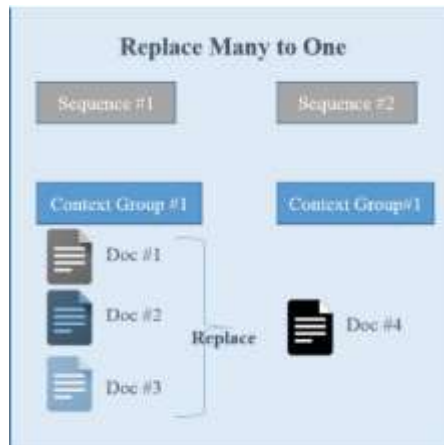 Replace Many to One
Sequence #1
Sequence #2
Context Group #1
Context Group#1
Doc #1
Doc #2
Replace
Doc #4
Doc #3